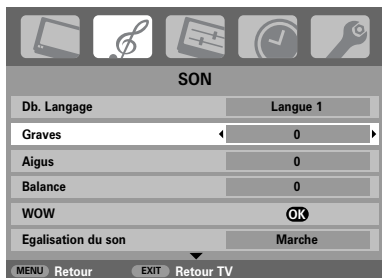 SON
Db. Langage Langue 1
Graves 0
Aigus 0
Balance 0
WOW OK
Egalisation du son Marche
MENU Retour EXIT Retour TV